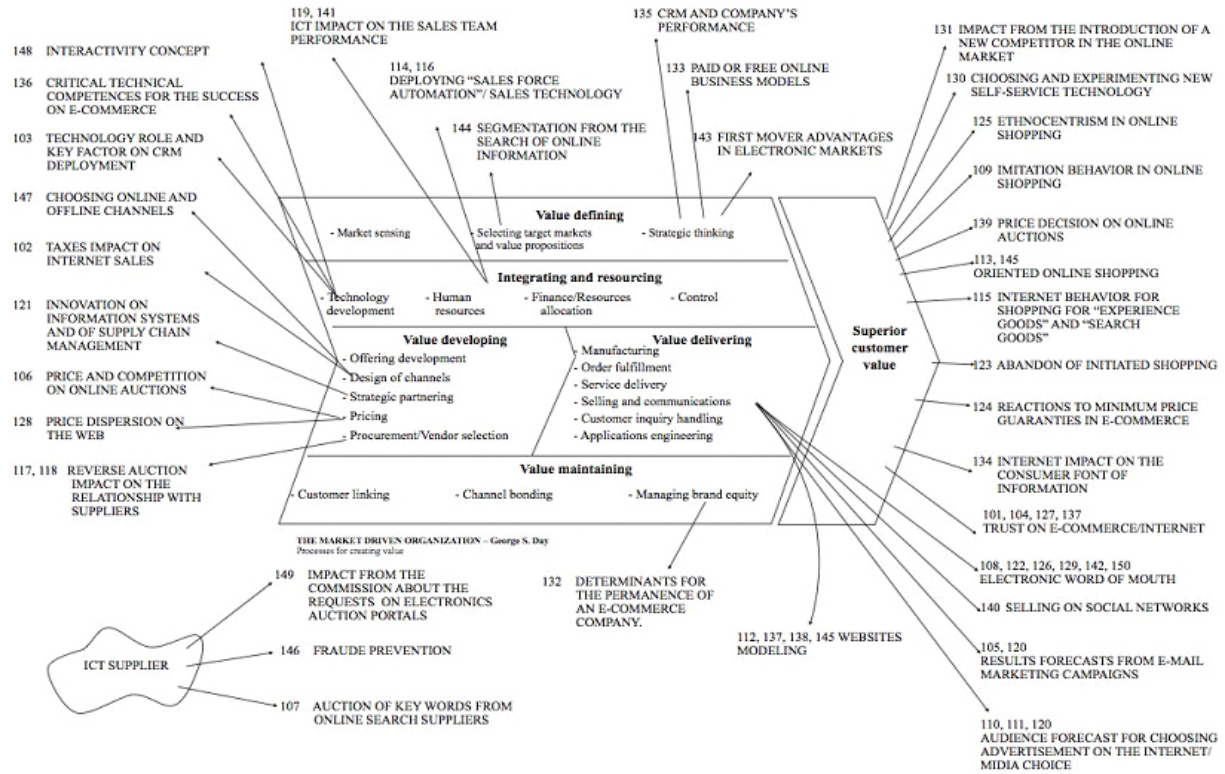 119, 141
ICT IMPACT ON THE SALES TEAM
PERFORMANCE
135 CRM AND COMPANY'S
PERFORMANCE
131 IMPACT FROM THE INTRODUCTION OF A
NEW COMPETITOR IN THE ONLINE
MARKET
148 INTERACTIVITY CONCEPT
114, 116
DEPLOYING "SALES FORCE
AUTOMATION"/ SALES TECHNOLOGY
133 PAID OR FREE ONLINE
BUSINESS MODELS
130 CHOOSING AND EXPERIMENTING NEW
SELF-SERVICE TECHNOLOGY
136 CRITICAL TECHNICAL
COMPETENCES FOR THE SUCCESS
ON E-COMMERCE
144 SEGMENTATION FROM THE
SEARCH OF ONLINE
INFORMATION
143 FIRST MOVER ADVANTAGES
IN ELECTRONIC MARKETS
125 ETHNOCENTRISM IN ONLINE
SHOPPING
103 TECHNOLOGY ROLE AND
KEY FACTOR ON CRM
DEPLOYMENT
109 IMITATION BEHAVIOR IN ONLINE
SHOPPING
147 CHOOSING ONLINE AND
OFFLINE CHANNELS
139 PRICE DECISION ON ONLINE
AUCTIONS
102 TAXES IMPACT ON
INTERNET SALES
113, 145
ORIENTED ONLINE SHOPPING
121 INNOVATION ON
INFORMATION SYSTEMS
AND OF SUPPLY CHAIN
MANAGEMENT
115 INTERNET BEHAVIOR FOR
SHOPPING FOR "EXPERIENCE
GOODS" AND "SEARCH
GOODS"
106 PRICE AND COMPETITION
ON ONLINE AUCTIONS
123 ABANDON OF INITIATED SHOPPING
128 PRICE DISPERSION ON
THE WEB
124 REACTIONS TO MINIMUM PRICE
GUARANTIES IN E-COMMERCE
117, 118 REVERSE AUCTION
IMPACT ON THE
RELATIONSHIP WITH
SUPPLIERS
134 INTERNET IMPACT ON THE
CONSUMER FONT OF
INFORMATION
101, 104, 127, 137
TRUST ON E-COMMERCE/INTERNET
Value defining
- Market sensing
- Selecting target markets
and value propositions
- Strategic thinking
Integrating and resourcing
- Technology
development
- Human
resources
- Finance/Resources
allocation
- Control
Value developing
- Offering development
- Design of channels
- Strategic partnering
- Pricing
- Procurement/Vendor selection
Value delivering
- Manufacturing
- Order fulfillment
- Service delivery
- Selling and communications
- Customer inquiry handling
- Applications engineering
Value maintaining
- Customer linking
- Channel bonding
- Managing brand equity
Superior
customer
value
THE MARKET DRIVEN ORGANIZATION – George S. Day
Processes for creating value
149 IMPACT FROM THE
COMMISSION ABOUT THE
REQUESTS ON ELECTRONICS
AUCTION PORTALS
132 DETERMINANTS FOR
THE PERMANENCE OF
AN E-COMMERCE
COMPANY.
108, 122, 126, 129, 142, 150
ELECTRONIC WORD OF MOUTH
140 SELLING ON SOCIAL NETWORKS
112, 137, 138, 145 WEBSITES
MODELING
105, 120
RESULTS FORECASTS FROM E-MAIL
MARKETING CAMPAIGNS
ICT SUPPLIER
146 FRAUDE PREVENTION
107 AUCTION OF KEY WORDS FROM
ONLINE SEARCH SUPPLIERS
110, 111, 120
AUDIENCE FORECAST FOR CHOOSING
ADVERTISEMENT ON THE INTERNET/
MIDIA CHOICE